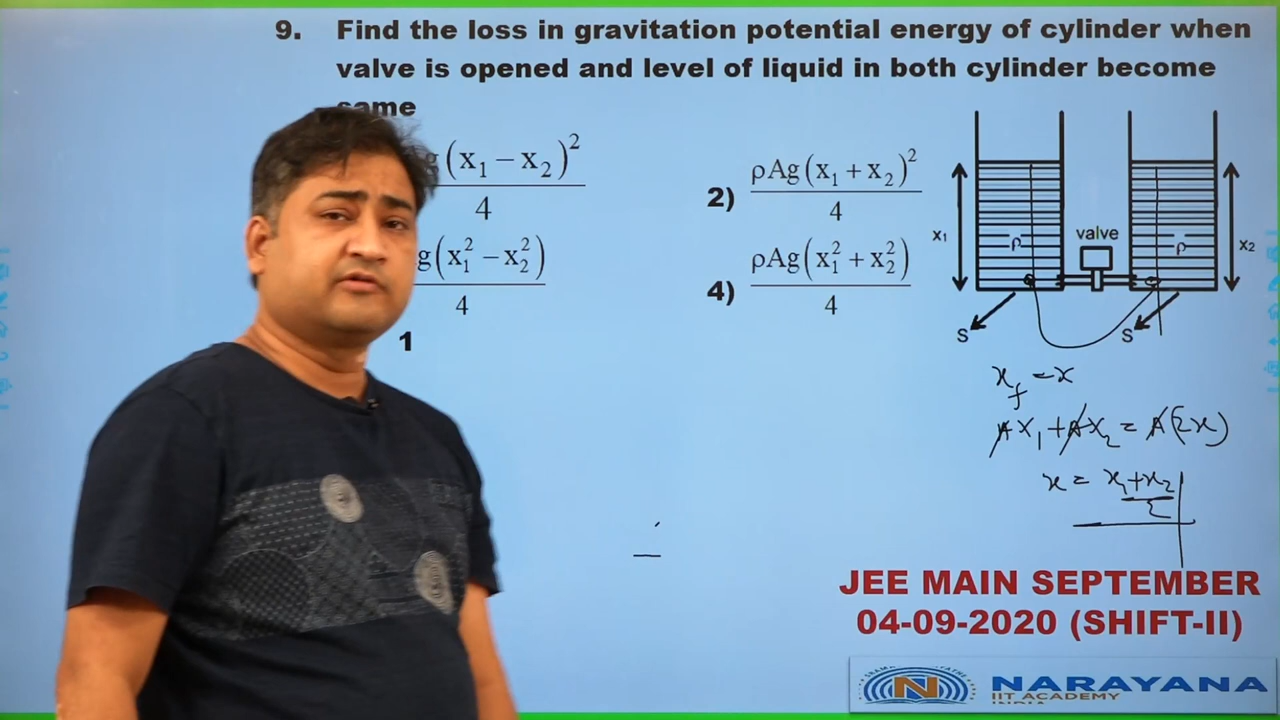 9. Find the loss in gravitation potential energy of cylinder when
valve is opened and level of liquid in both cylinder become
same
g(x₁ − x₂)²
4
2) ρAg(x₁ + x₂)²
4
g(x₁² − x₂²)
4
4) ρAg(x₁² + x₂²)
4
1
x₁
ρ
valve
ρ
x₂
S
S
x_f = x
Ax₁ + Ax₂ = A(2x)
x = x₁+x₂
2
JEE MAIN SEPTEMBER
04-09-2020 (SHIFT-II)
N NARAYANA
IIT ACADEMY
INDIA